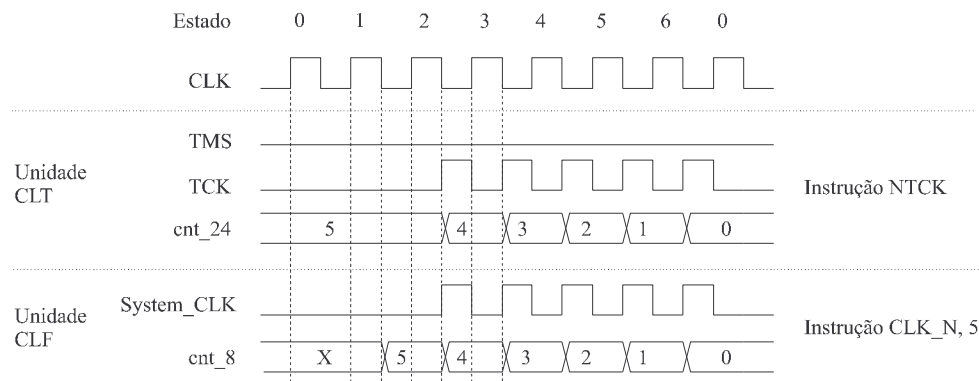 Estado 0 1 2 3 4 5 6 0
CLK
TMS
Unidade CLT
TCK
Instrução NTCK
cnt_24 5 4 3 2 1 0
System_CLK
Unidade CLF
Instrução CLK_N, 5
cnt_8 X 5 4 3 2 1 0